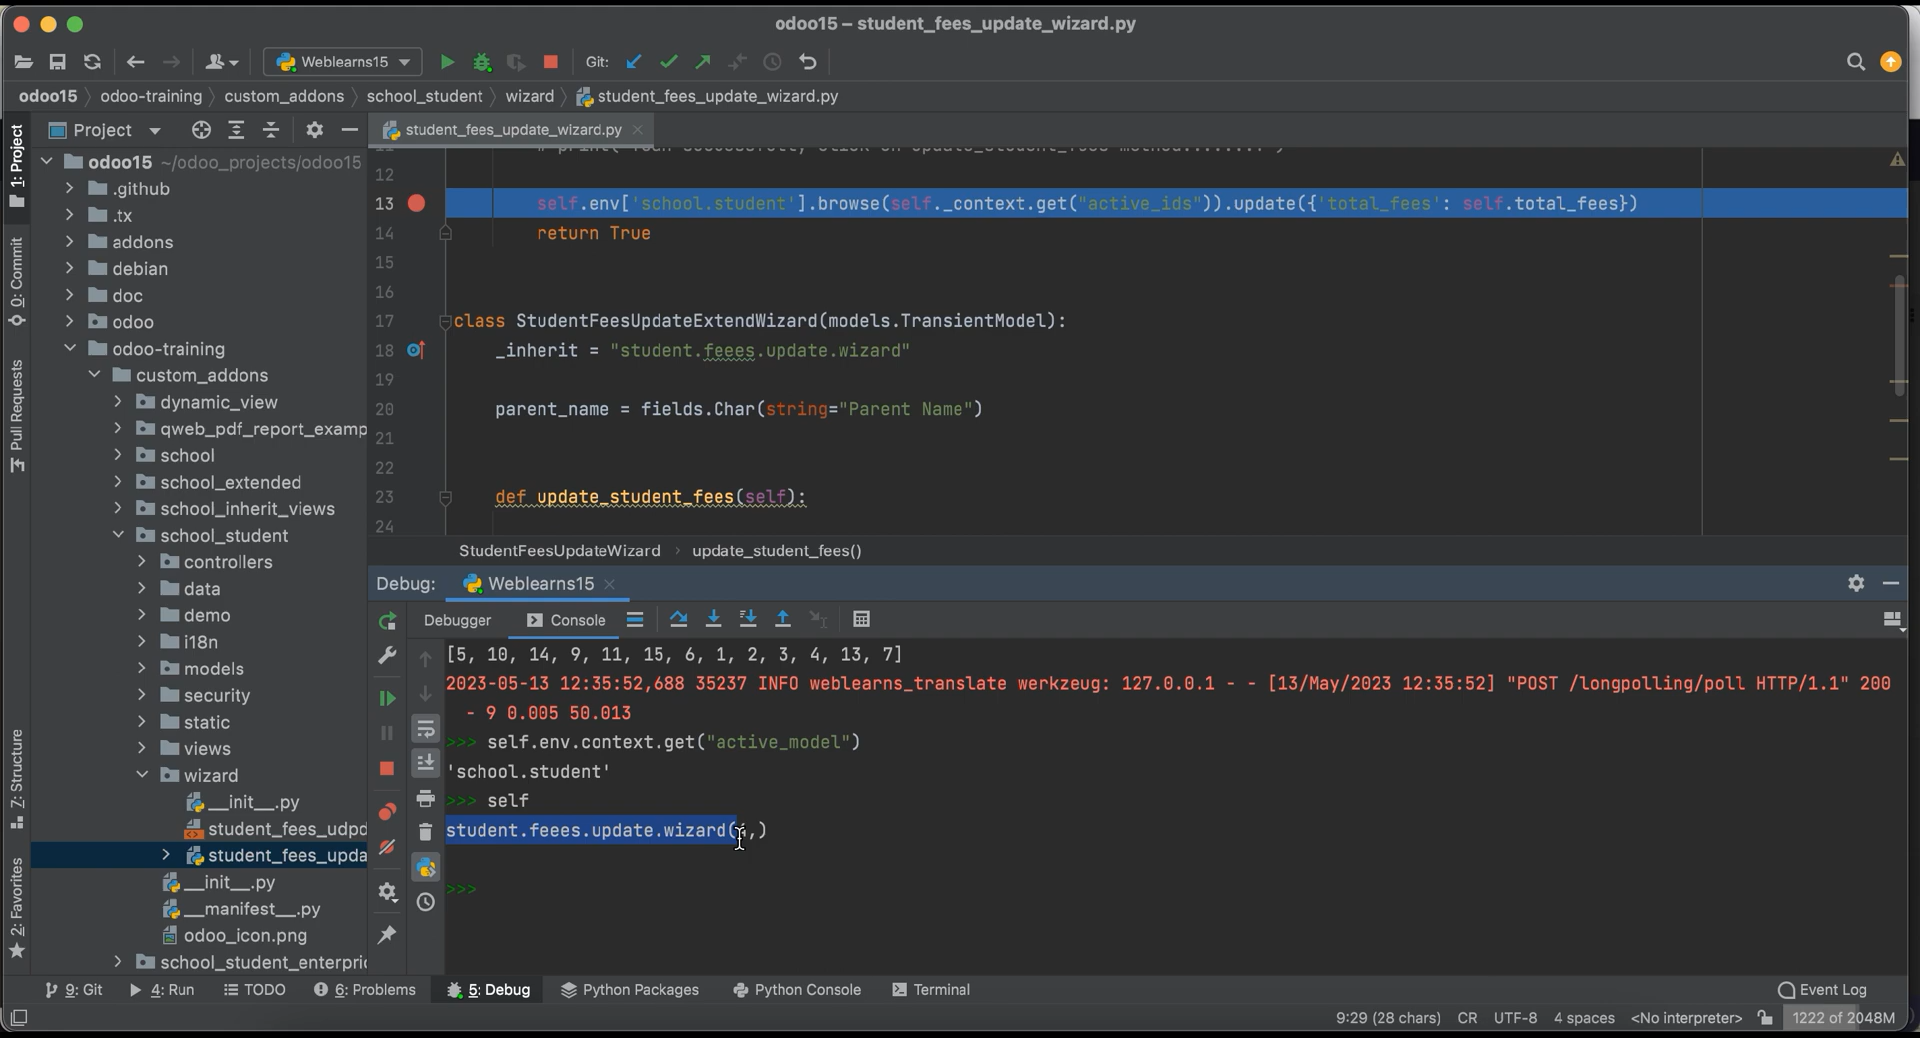 odoo15 – student_fees_update_wizard.py
Weblearns15
Git:
odoo15 odoo-training custom_addons school_student wizard student_fees_update_wizard.py
1: Project
0: Commit
Pull Requests
7: Structure
2: Favorites
Project
odoo15 ~/odoo_projects/odoo15
.github
.tx
addons
debian
doc
odoo
odoo-training
custom_addons
dynamic_view
qweb_pdf_report_examp
school
school_extended
school_inherit_views
school_student
controllers
data
demo
i18n
models
security
static
views
wizard
__init__.py
student_fees_udpd
student_fees_upda
__init__.py
__manifest__.py
odoo_icon.png
school_student_enterpri
student_fees_update_wizard.py
12
13 self.env['school.student'].browse(self._context.get("active_ids")).update({'total_fees': self.total_fees})
14 return True
15
16
17 class StudentFeesUpdateExtendWizard(models.TransientModel):
18 _inherit = "student.feees.update.wizard"
19
20 parent_name = fields.Char(string="Parent Name")
21
22
23 def update_student_fees(self):
24
StudentFeesUpdateWizard update_student_fees()
Debug: Weblearns15
Debugger Console
[5, 10, 14, 9, 11, 15, 6, 1, 2, 3, 4, 13, 7]
2023-05-13 12:35:52,688 35237 INFO weblearns_translate werkzeug: 127.0.0.1 - - [13/May/2023 12:35:52] "POST /longpolling/poll HTTP/1.1" 200
- 9 0.005 50.013
>>> self.env.context.get("active_model")
'school.student'
>>> self
student.feees.update.wizard( ,)
>>>
9: Git 4: Run TODO 6: Problems 5: Debug Python Packages Python Console Terminal Event Log
9:29 (28 chars) CR UTF-8 4 spaces <No interpreter> 1222 of 2048M